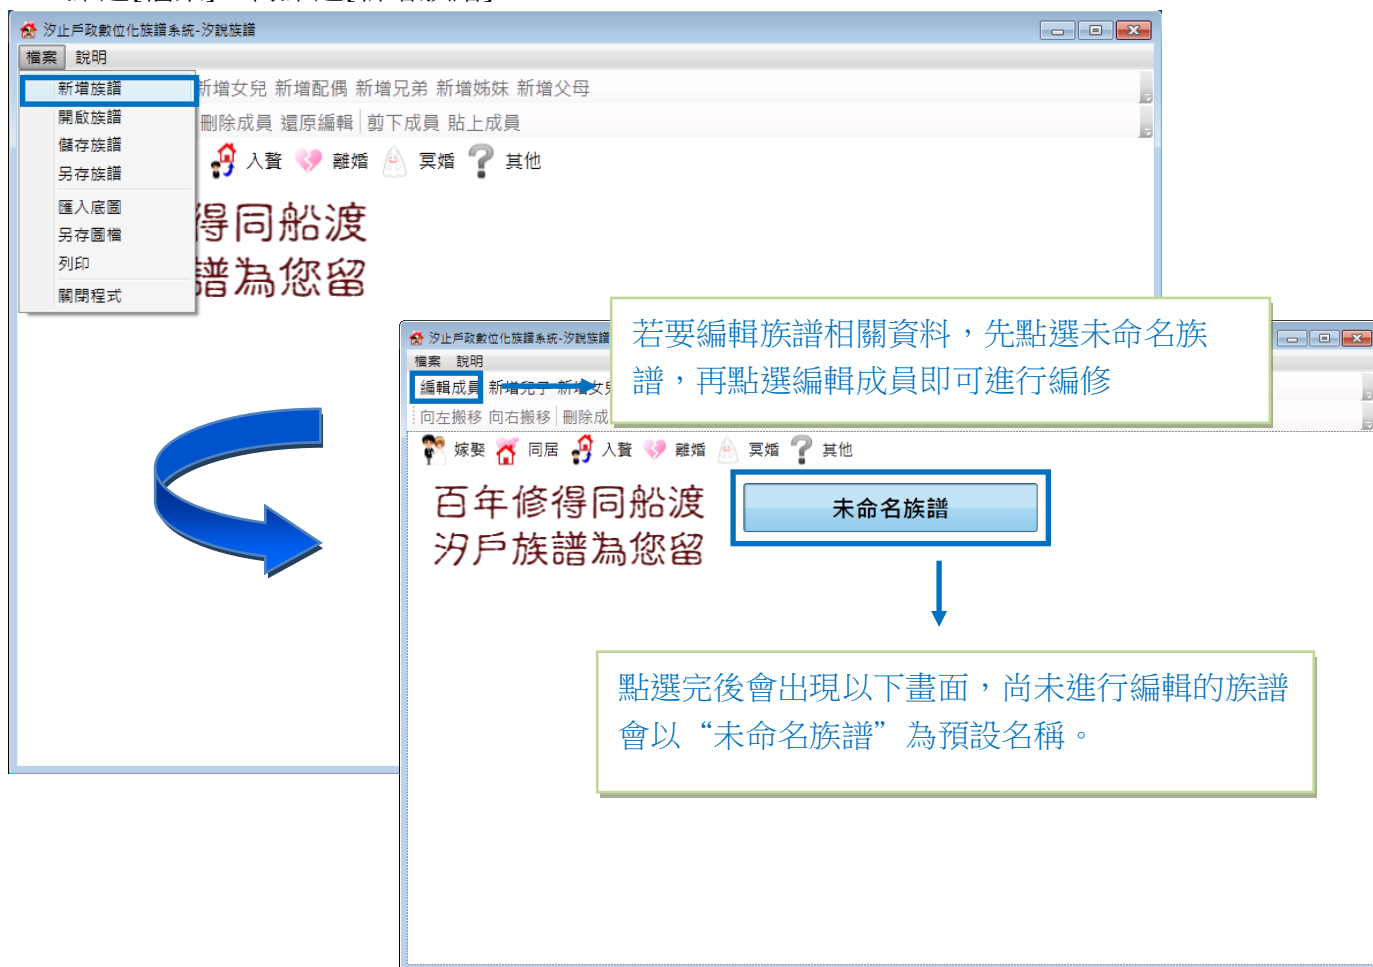 汐止戶政數位化族譜系統-汐說族譜
檔案 說明
新增族譜
開啟族譜
儲存族譜
另存族譜
匯入底圖
另存圖檔
列印
關閉程式
新增女兒 新增配偶 新增兄弟 新增姊妹 新增父母
刪除成員 還原編輯 剪下成員 貼上成員
入贅 離婚 冥婚 其他
得同船渡
譜為您留
汐止戶政數位化族譜系統-汐說族譜
檔案 說明
編輯成員 新增兒子 新增女兒
向左搬移 向右搬移 刪除成
若要編輯族譜相關資料，先點選未命名族
譜，再點選編輯成員即可進行編修
嫁娶 同居 入贅 離婚 冥婚 其他
百年修得同船渡
汐戶族譜為您留
未命名族譜
點選完後會出現以下畫面，尚未進行編輯的族譜
會以“未命名族譜”為預設名稱。